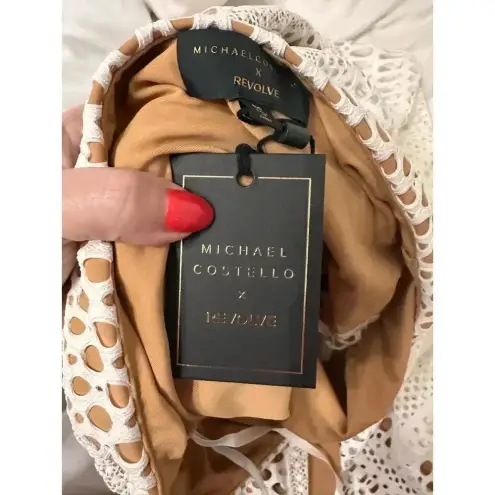 MICHAEL COSTELLO
X
REVOLVE
MICHAEL
COSTELLO
x
REVOLVE